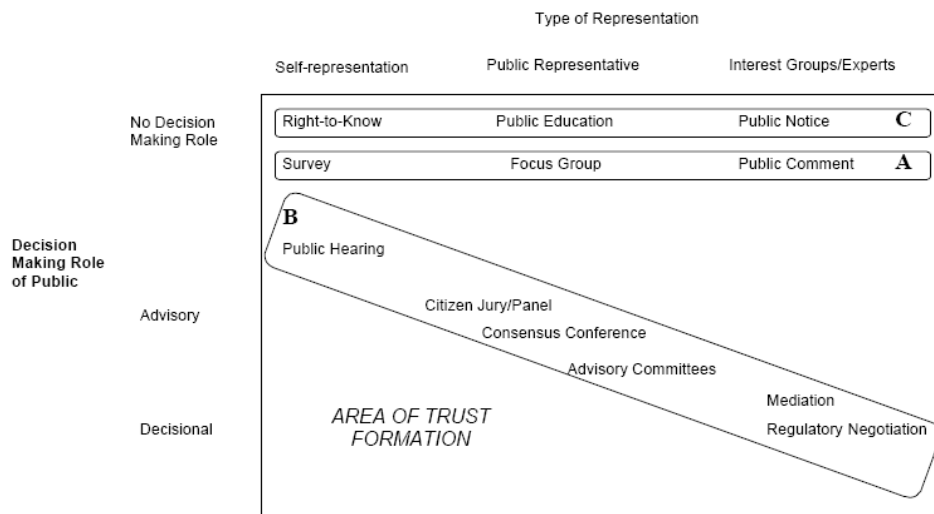 Type of Representation
Self-representation Public Representative Interest Groups/Experts
No Decision
Making Role
Right-to-Know Public Education Public Notice C
Survey Focus Group Public Comment A
B
Public Hearing
Decision
Making Role
of Public
Advisory
Citizen Jury/Panel
Consensus Conference
Advisory Committees
Mediation
Decisional
AREA OF TRUST
FORMATION
Regulatory Negotiation